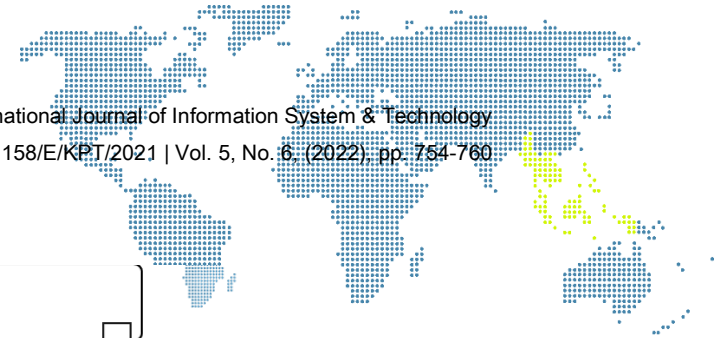 national Journal of Information System & Technology
158/E/KPT/2021 | Vol. 5, No. 6, (2022), pp. 754-760